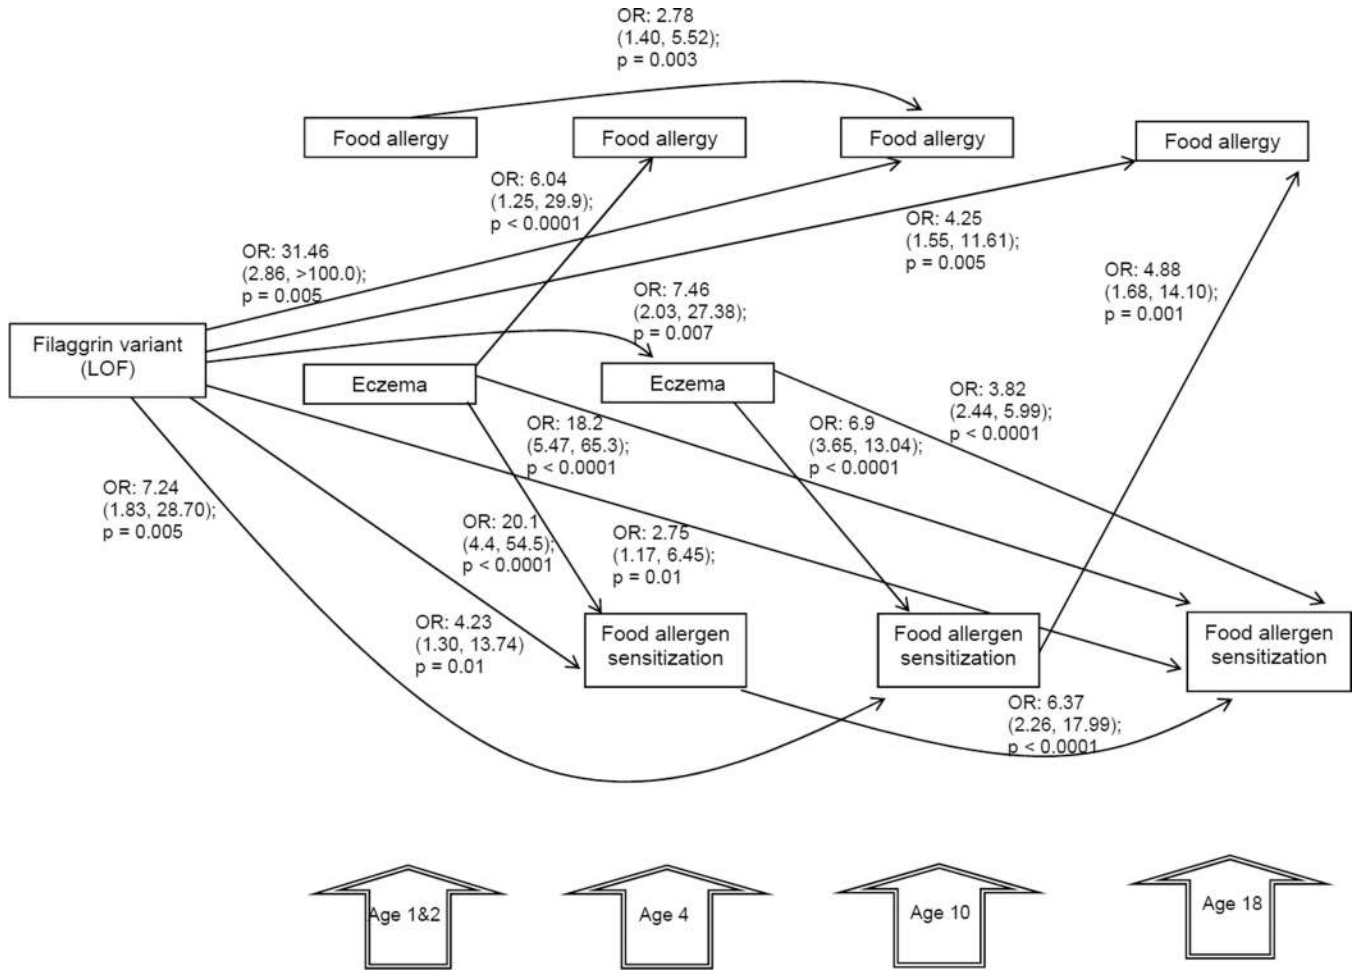 OR: 2.78
(1.40, 5.52);
p = 0.003
Food allergy
Food allergy
Food allergy
Food allergy
OR: 6.04
(1.25, 29.9);
p < 0.0001
OR: 4.25
(1.55, 11.61);
p = 0.005
OR: 31.46
(2.86, >100.0);
p = 0.005
OR: 7.46
(2.03, 27.38);
p = 0.007
OR: 4.88
(1.68, 14.10);
p = 0.001
Filaggrin variant
(LOF)
Eczema
Eczema
OR: 3.82
(2.44, 5.99);
p < 0.0001
OR: 18.2
(5.47, 65.3);
p < 0.0001
OR: 6.9
(3.65, 13.04);
p < 0.0001
OR: 7.24
(1.83, 28.70);
p = 0.005
OR: 20.1
(4.4, 54.5);
p < 0.0001
OR: 2.75
(1.17, 6.45);
p = 0.01
OR: 4.23
(1.30, 13.74)
p = 0.01
Food allergen
sensitization
Food allergen
sensitization
Food allergen
sensitization
OR: 6.37
(2.26, 17.99);
p < 0.0001
Age 1&2
Age 4
Age 10
Age 18